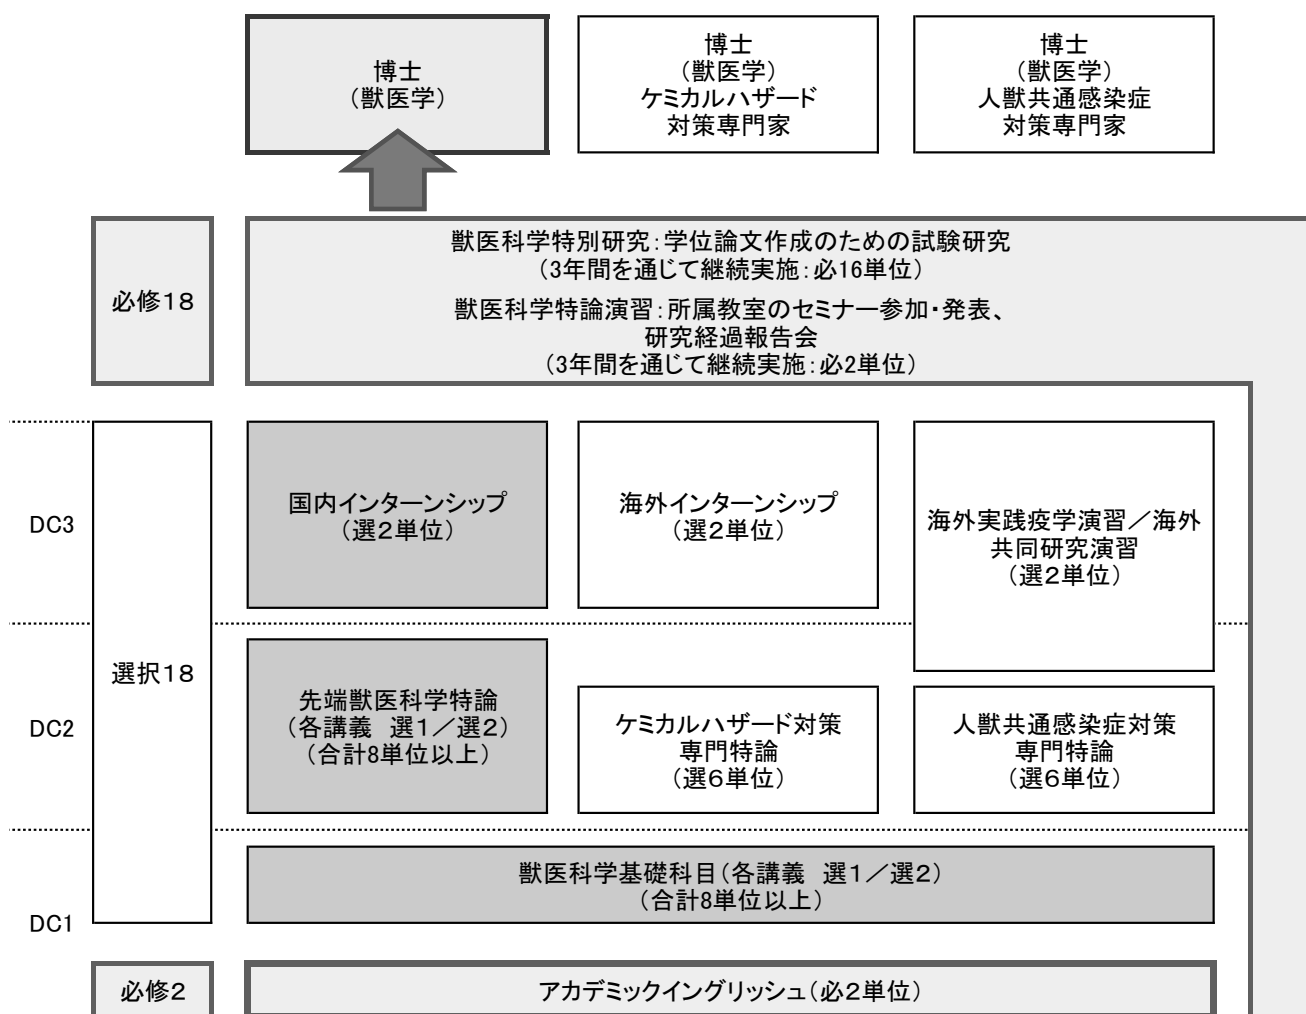 博士
(獣医学)
博士
(獣医学)
ケミカルハザード
対策専門家
博士
(獣医学)
人獣共通感染症
対策専門家
必修18
獣医科学特別研究:学位論文作成のための試験研究
(3年間を通じて継続実施:必16単位)
獣医科学特論演習:所属教室のセミナー参加・発表、
研究経過報告会
(3年間を通じて継続実施:必2単位)
DC3
選択18
国内インターンシップ
(選2単位)
海外インターンシップ
(選2単位)
海外実践疫学演習/海外
共同研究演習
(選2単位)
DC2
先端獣医科学特論
(各講義 選1/選2)
(合計8単位以上)
ケミカルハザード対策
専門特論
(選6単位)
人獣共通感染症対策
専門特論
(選6単位)
DC1
獣医科学基礎科目(各講義 選1/選2)
(合計8単位以上)
必修2
アカデミックイングリッシュ(必2単位)